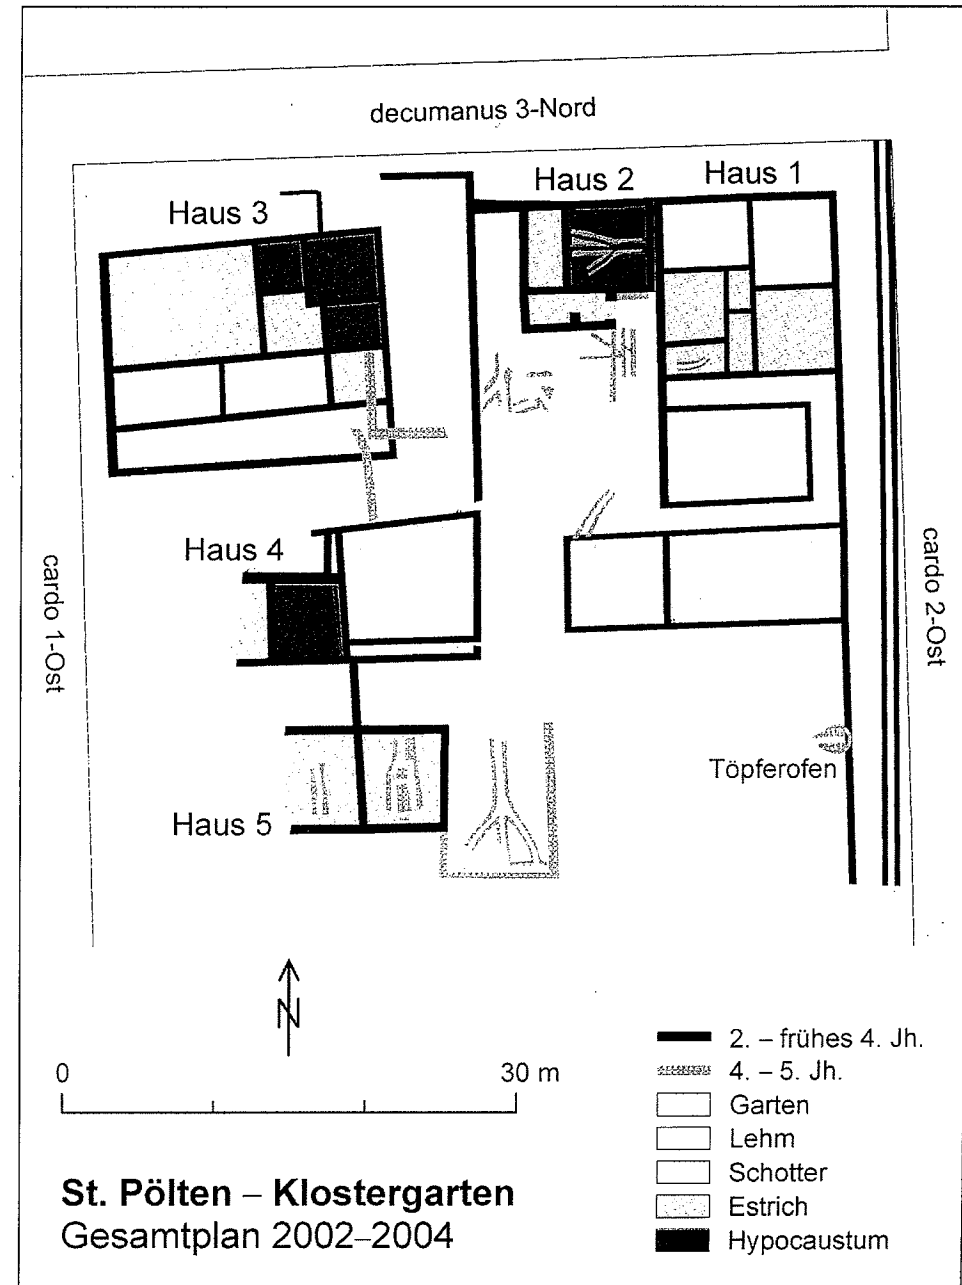 decumanus 3-Nord
Haus 2
Haus 1
Haus 3
Haus 4
cardo 1-Ost
cardo 2-Ost
Töpferofen
Haus 5
N
0
30 m
2. – frühes 4. Jh.
4. – 5. Jh.
Garten
Lehm
Schotter
Estrich
Hypocaustum
St. Pölten – Klostergarten
Gesamtplan 2002–2004